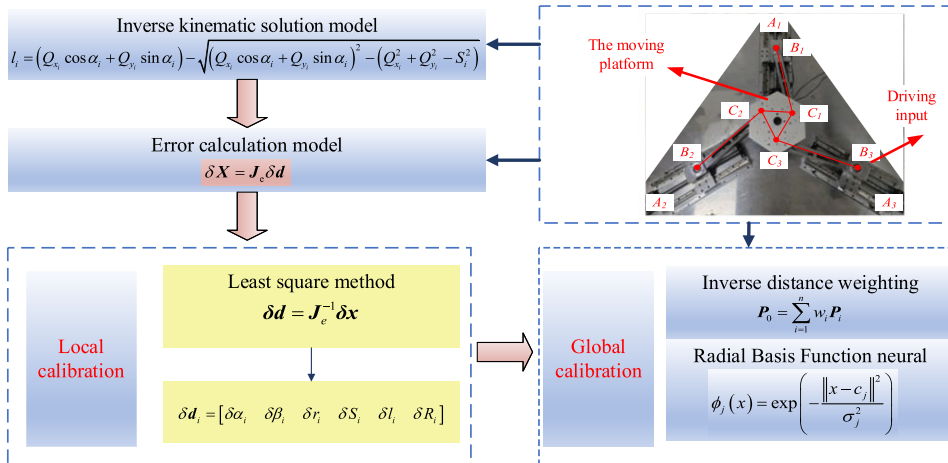 Inverse kinematic solution model
l_i = (Q_{x_i} cos α_i + Q_{y_i} sin α_i) − √((Q_{x_i} cos α_i + Q_{y_i} sin α_i)^2 − (Q_{x_i}^2 + Q_{y_i}^2 − S_i^2))
Error calculation model
δX = J_e δd
The moving
platform
Driving
input
A_1
B_1
C_2
C_1
C_3
B_2
B_3
A_2
A_3
Local
calibration
Least square method
δd = J_e^{-1} δx
δd_i = [δα_i δβ_i δr_i δS_i δl_i δR_i]
Global
calibration
Inverse distance weighting
P_0 = ∑_{i=1}^{n} w_i P_i
Radial Basis Function neural
ϕ_j(x) = exp(−‖x − c_j‖^2 / σ_j^2)